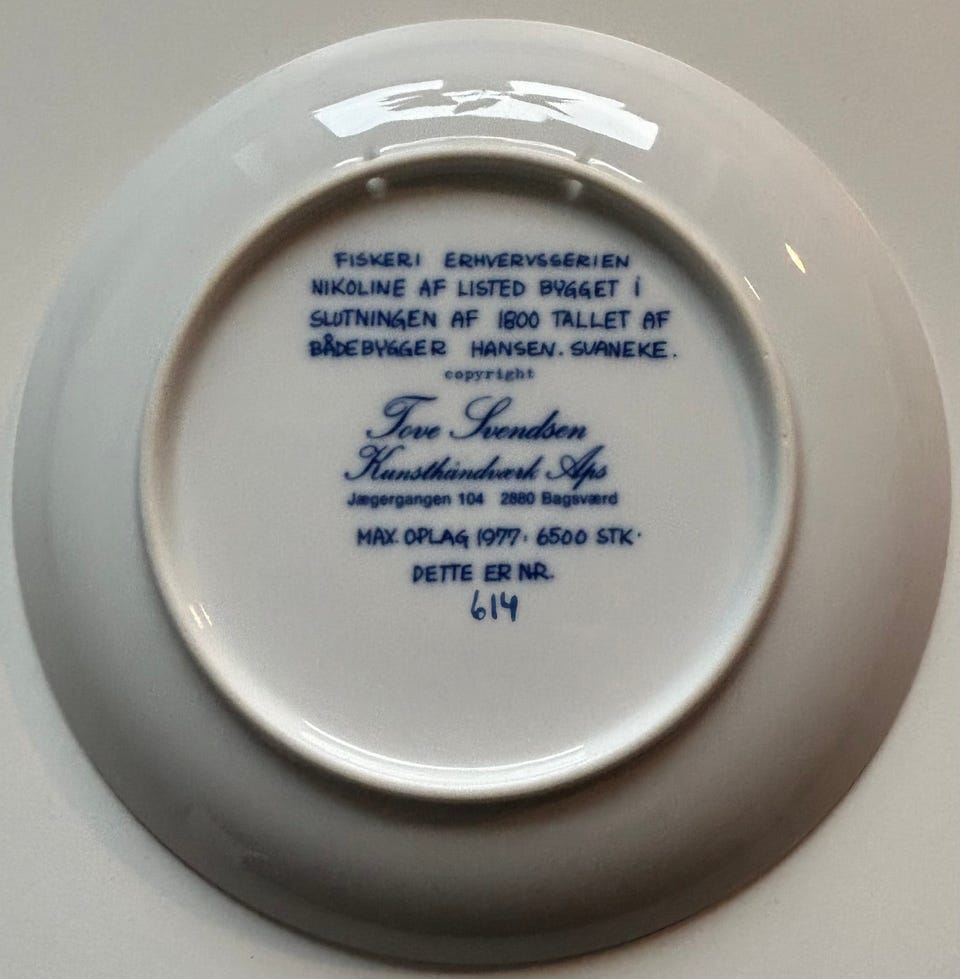 FISKERI ERHVERVSSERIEN
NIKOLINE AF LISTED BYGGET i
SLUTNINGEN AF 1800 TALLET AF
BÅDEBYGGER HANSEN. SVANEKE.
copyright
Tove Svendsen
Kunsthåndværk Aps
Jægergangen 104 2880 Bagsværd
MAX. OPLAG 1977: 6500 STK.
DETTE ER NR.
614